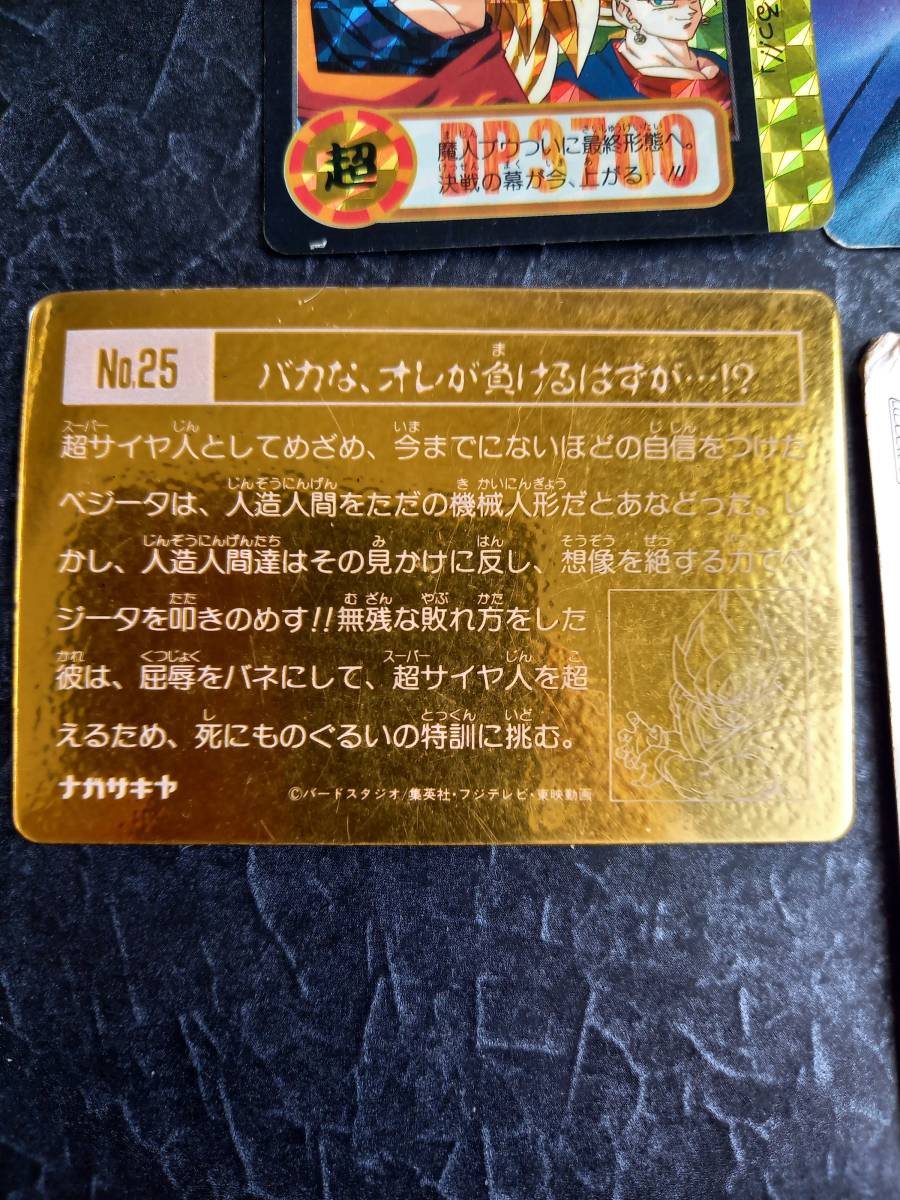 超
魔人ブウついに最終形態へ。
決戦の幕が今、上がる…!!!
No.25
バカな、オレが負けるはずが…!?
超サイヤ人としてめざめ、今までにないほどの自信をつけた
ベジータは、人造人間をただの機械人形だとあなどった。し
かし、人造人間達はその見かけに反し、想像を絶する力でベ
ジータを叩きのめす!!無残な敗れ方をした
彼は、屈辱をバネにして、超サイヤ人を超
えるため、死にものぐるいの特訓に挑む。
ナガサキヤ
©バードスタジオ/集英社・フジテレビ・東映動画